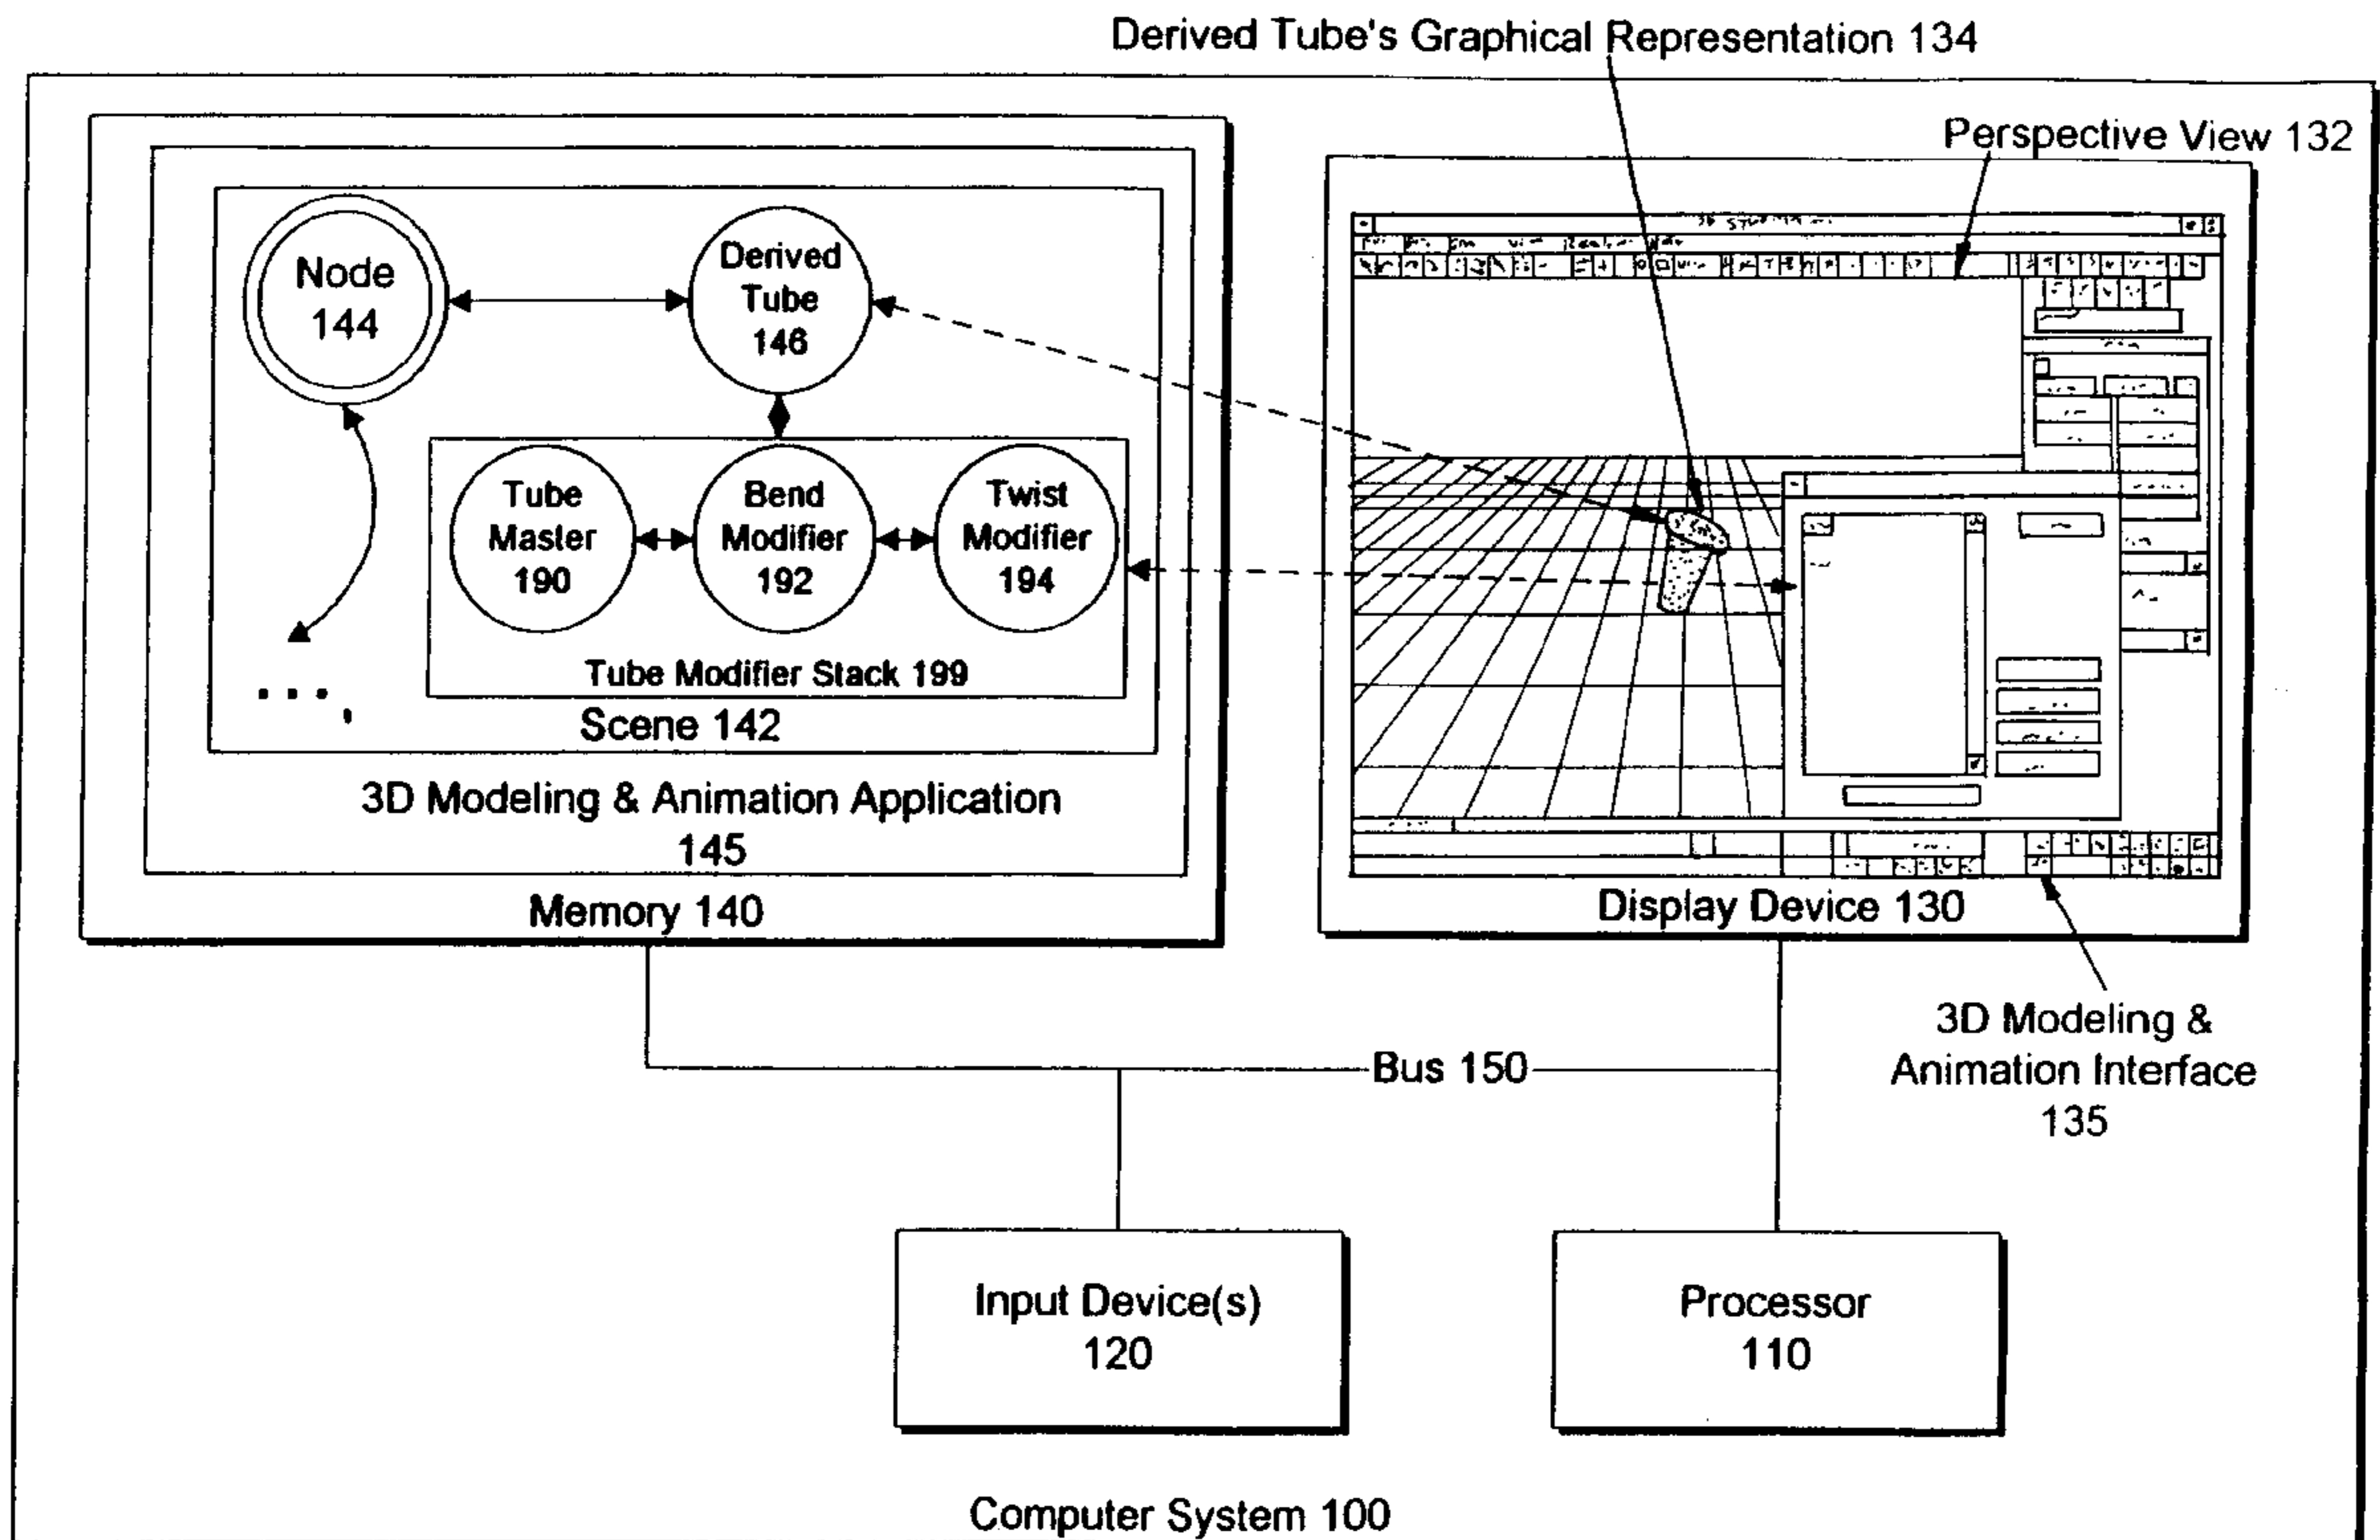 Derived Tube's Graphical Representation 134
Perspective View 132
Node
144
Derived
Tube
146
Tube
Master
190
Bend
Modifier
192
Twist
Modifier
194
Tube Modifier Stack 199
Scene 142
3D Modeling & Animation Application
145
Memory 140
Display Device 130
3D Modeling &
Animation Interface
135
Bus 150
Input Device(s)
120
Processor
110
Computer System 100